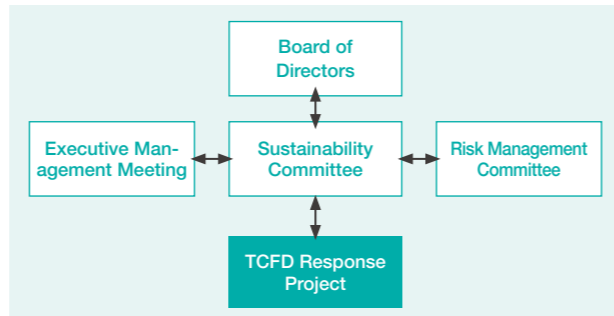 Board of
Directors
Executive Man-
agement Meeting
Sustainability
Committee
Risk Management
Committee
TCFD Response
Project